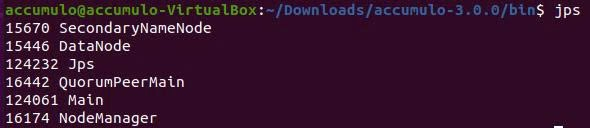 accumulo@accumulo-VirtualBox:~/Downloads/accumulo-3.0.0/bin$ jps
15670 SecondaryNameNode
15446 DataNode
124232 Jps
16442 QuorumPeerMain
124061 Main
16174 NodeManager